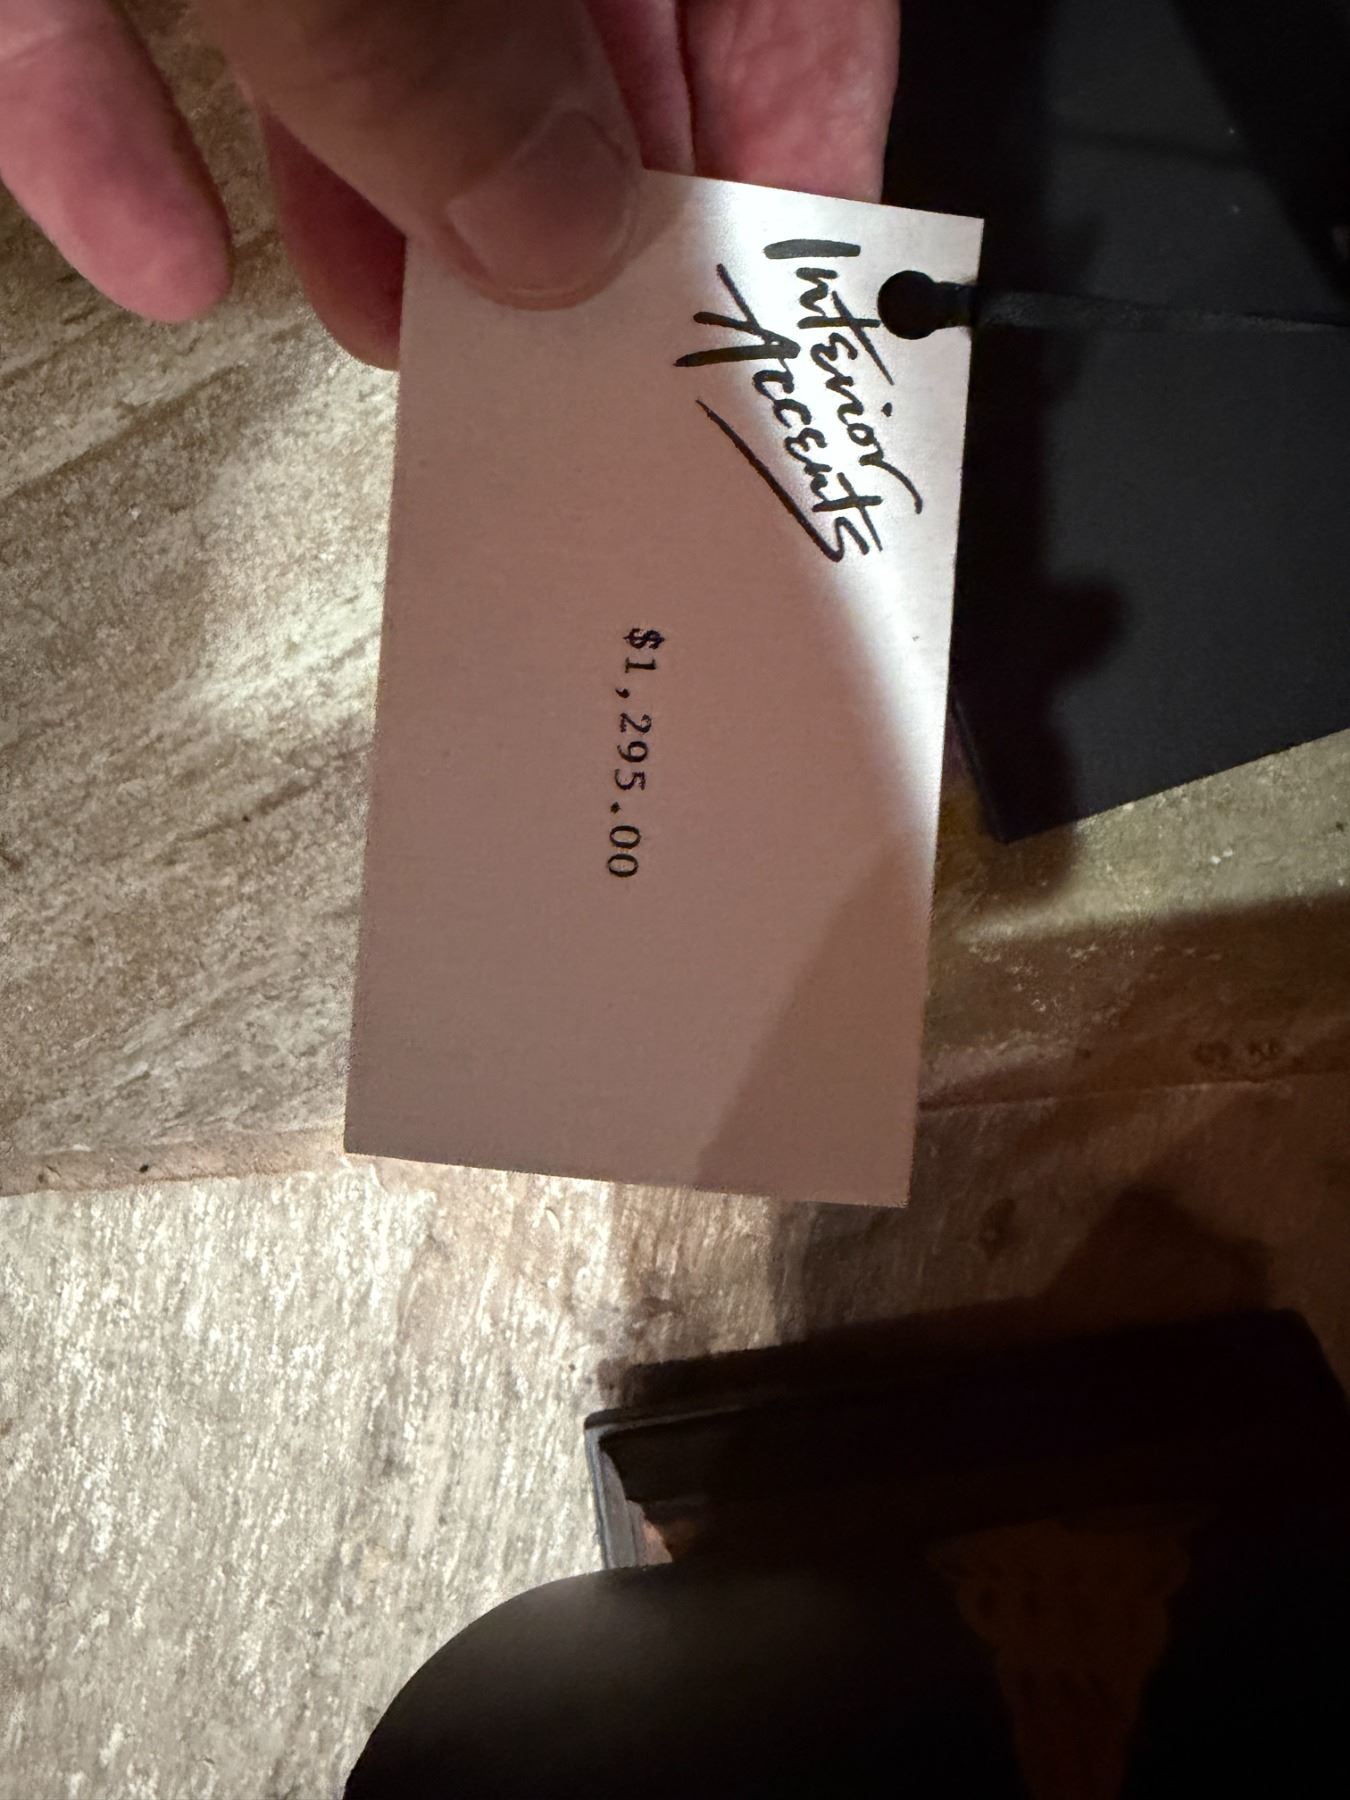 Interior
Accents
$1,295.00